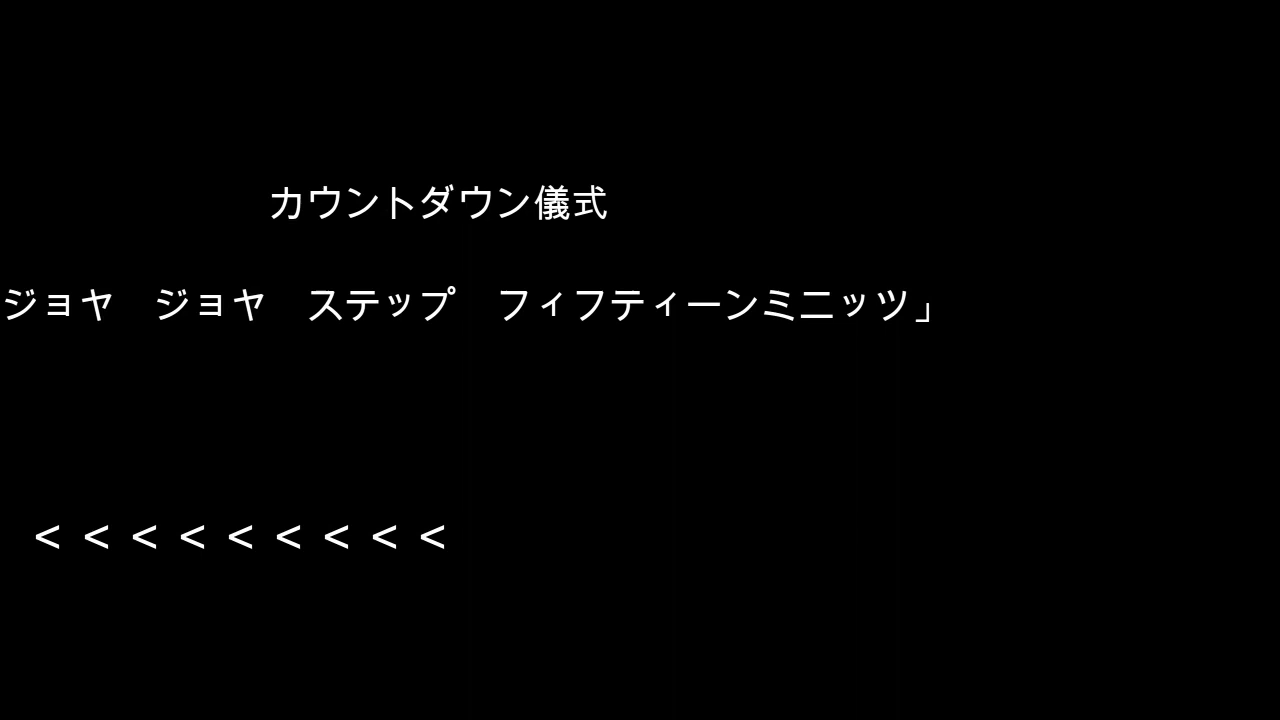 カウントダウン儀式
ジョヤ　ジョヤ　ステップ　フィフティーンミニッツ」
< < < < < < < < <